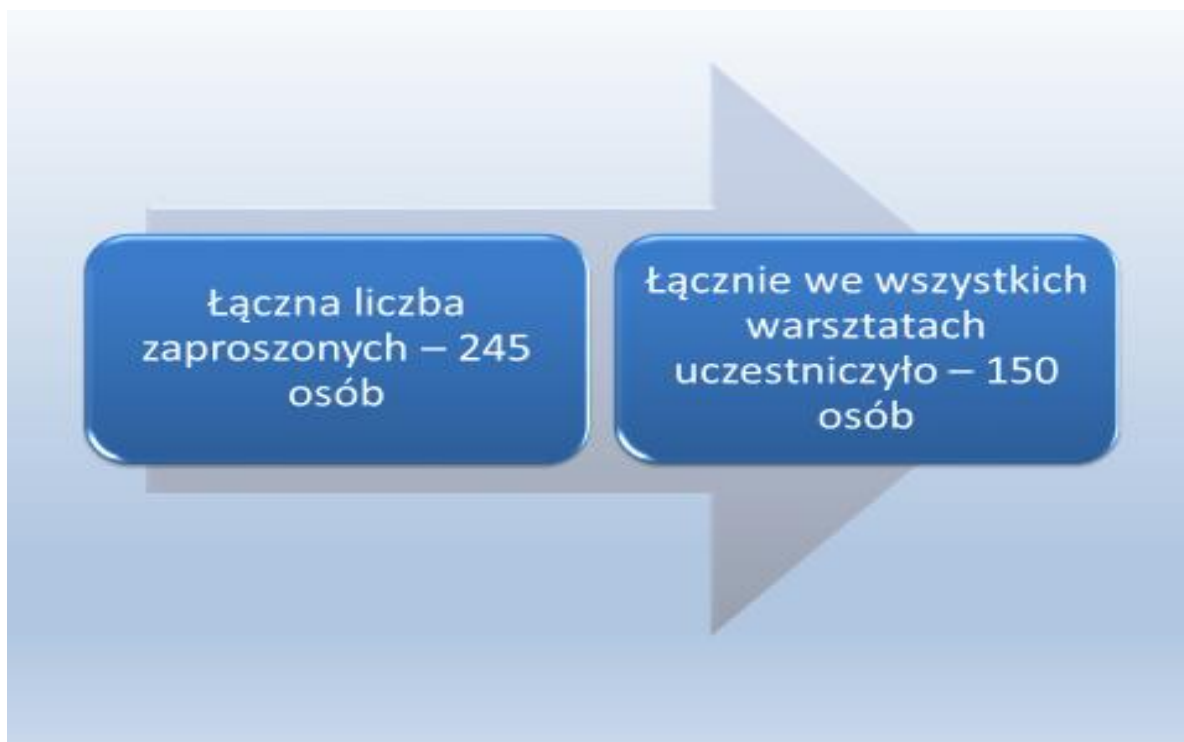 Łączna liczba
zaproszonych – 245
osób
Łącznie we wszystkich
warsztatach
uczestniczyło – 150
osób